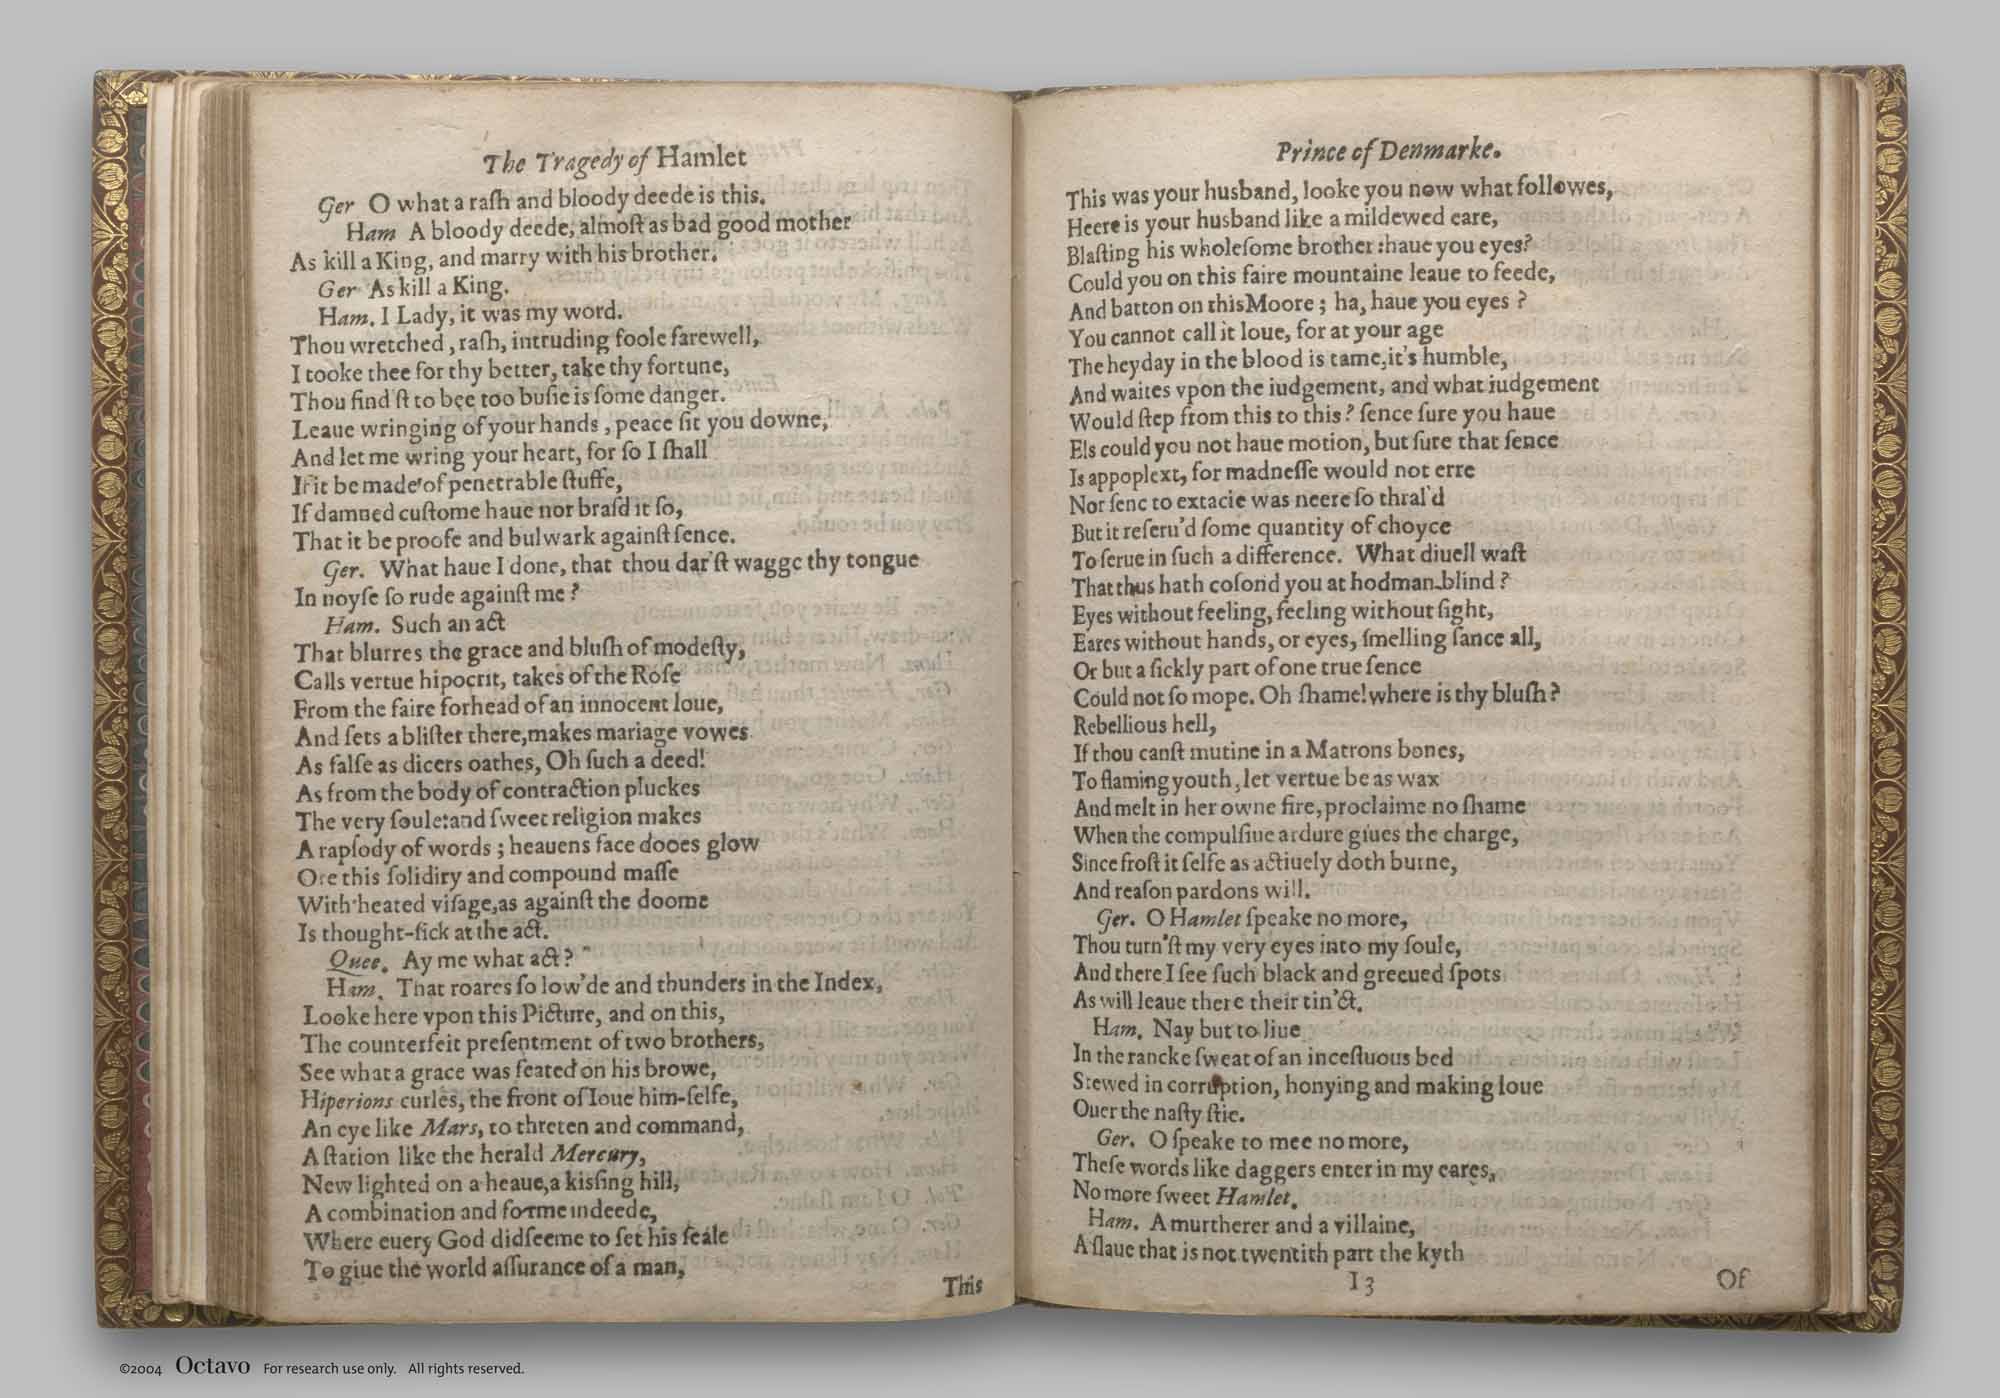 The Tragedy of Hamlet
Ger O what a raſh and bloody deede is this.
Ham A bloody deede, almoſt as bad good mother
As kill a King, and marry with his brother.
Ger As kill a King.
Ham. I Lady, it was my word.
Thou wretched, raſh, intruding foole farewell,
I tooke thee for thy better, take thy fortune,
Thou find'ſt to bee too buſie is ſome danger.
Leaue wringing of your hands, peace ſit you downe,
And let me wring your heart, for ſo I ſhall
If it be made of penetrable ſtuffe,
If damned cuſtome haue nor braſd it ſo,
That it be proofe and bulwark againſt ſence.
Ger. What haue I done, that thou dar'ſt wagge thy tongue
In noyſe ſo rude againſt me?
Ham. Such an act
That blurres the grace and bluſh of modeſty,
Calls vertue hipocrit, takes of the Roſe
From the faire forhead of an innocent loue,
And ſets a bliſter there, makes mariage vowes
As falſe as dicers oathes, Oh ſuch a deed!
As from the body of contraction pluckes
The very ſoule: and ſweet religion makes
A rapſody of words; heauens face dooes glow
Ore this ſolidiry and compound maſſe
With heated viſage, as againſt the doome
Is thought-ſick at the act.
Quee. Ay me what act?
Ham. That roares ſo low'de and thunders in the Index,
Looke here vpon this Picture, and on this,
The counterfeit preſentment of two brothers,
See what a grace was ſeated on his browe,
Hiperions curles, the front of Ioue him-ſelfe,
An eye like Mars, to threten and command,
A ſtation like the herald Mercury,
New lighted on a heaue, a kiſſing hill,
A combination and forme indeede,
Where euery God did ſeeme to ſet his ſeale
To giue the world aſſurance of a man,
This
Prince of Denmarke.
This was your husband, looke you now what followes,
Heere is your husband like a mildewed eare,
Blaſting his wholeſome brother: haue you eyes?
Could you on this faire mountaine leaue to feede,
And batton on this Moore; ha, haue you eyes?
You cannot call it loue, for at your age
The heyday in the blood is tame, it's humble,
And waites vpon the iudgement, and what iudgement
Would ſtep from this to this? ſence ſure you haue
Els could you not haue motion, but ſure that ſence
Is appoplext, for madneſſe would not erre
Nor ſenc to extacie was neere ſo thral'd
But it reſeru'd ſome quantity of choyce
To ſerue in ſuch a difference. What diuell waſt
That thus hath coſond you at hodman-blind?
Eyes without feeling, feeling without ſight,
Eares without hands, or eyes, ſmelling ſance all,
Or but a ſickly part of one true ſence
Could not ſo mope. Oh ſhame! where is thy bluſh?
Rebellious hell,
If thou canſt mutine in a Matrons bones,
To flaming youth, let vertue be as wax
And melt in her owne fire, proclaime no ſhame
When the compulſiue ardure giues the charge,
Since froſt it ſelfe as actiuely doth burne,
And reaſon pardons will.
Ger. O Hamlet ſpeake no more,
Thou turn'ſt my very eyes into my ſoule,
And there I ſee ſuch black and greeued ſpots
As will leaue there their tin'ct.
Ham. Nay but to liue
In the rancke ſweat of an inceſtuous bed
Stewed in corruption, honying and making loue
Ouer the naſty ſtie.
Ger. O ſpeake to mee no more,
Theſe words like daggers enter in my eares,
No more ſweet Hamlet.
Ham. A murtherer and a villaine,
A ſlaue that is not twentith part the kyth
I 3
Of
©2004 Octavo For research use only. All rights reserved.